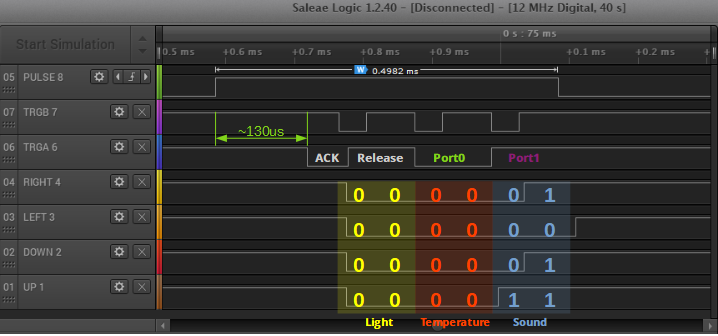 Saleae Logic 1.2.40 – [Disconnected] – [12 MHz Digital, 40 s]
Start Simulation
0 s : 75 ms
0.5 ms +0.6 ms +0.7 ms +0.8 ms +0.9 ms +0.1 ms +0.2 ms
05 PULSE 8
W 0.4982 ms
07 TRGB 7
~130us
06 TRGA 6
ACK Release Port0 Port1
04 RIGHT 4
0 0 0 0 0 1
03 LEFT 3
0 0 0 0 0 0
02 DOWN 2
0 0 0 0 0 1
01 UP 1
0 0 0 0 1 1
Light Temperature Sound